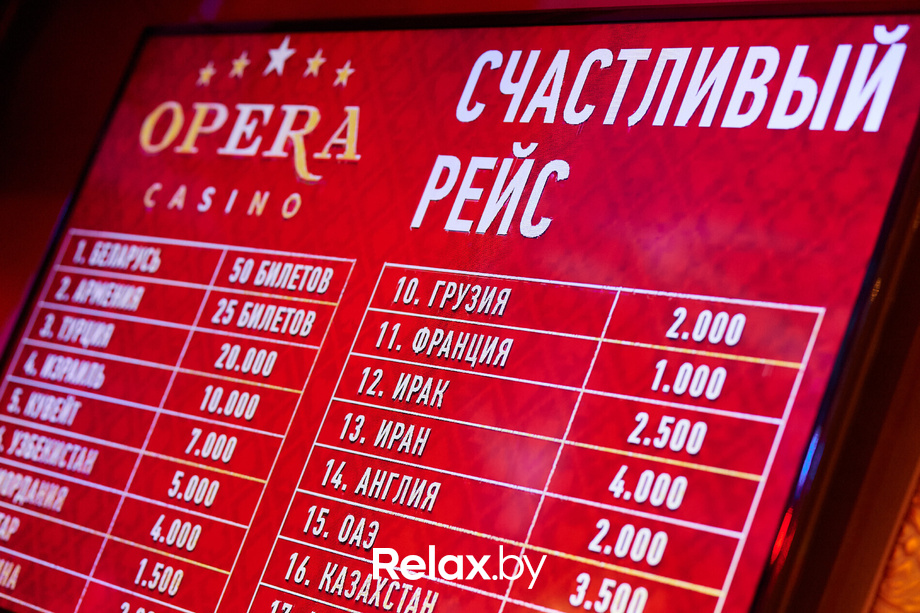 OPERA
CASINO
СЧАСТЛИВЫЙ
РЕЙС
1. БЕЛАРУСЬ 50 БИЛЕТОВ
2. АРМЕНИЯ 25 БИЛЕТОВ
3. ТУРЦИЯ 20.000
4. ИЗРАИЛЬ 10.000
5. КУВЕЙТ 7.000
6. УЗБЕКИСТАН 5.000
4.000
1.500
10. ГРУЗИЯ 2.000
11. ФРАНЦИЯ 1.000
12. ИРАК 2.500
13. ИРАН 4.000
14. АНГЛИЯ 2.000
15. ОАЭ 3.500
16. КАЗАХСТАН
Relax.by